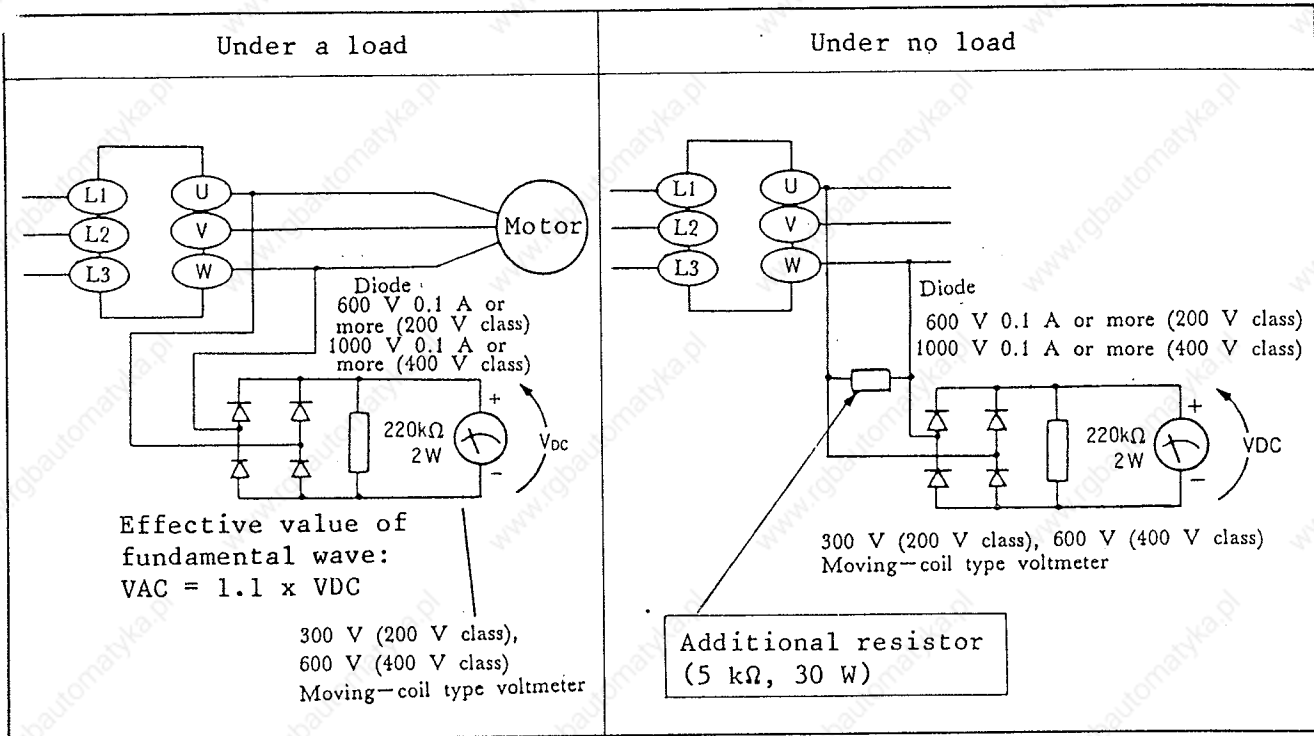 Under a load
Under no load
L1
L2
L3
U
V
W
Motor
Diode
600 V 0.1 A or
more (200 V class)
1000 V 0.1 A or
more (400 V class)
220kΩ
2W
+
−
VDC
Effective value of
fundamental wave:
VAC = 1.1 x VDC
300 V (200 V class),
600 V (400 V class)
Moving−coil type voltmeter
L1
L2
L3
U
V
W
Diode
600 V 0.1 A or more (200 V class)
1000 V 0.1 A or more (400 V class)
220kΩ
2W
+
−
VDC
300 V (200 V class), 600 V (400 V class)
Moving−coil type voltmeter
Additional resistor
(5 kΩ, 30 W)
www.rgbautomatyka.pl